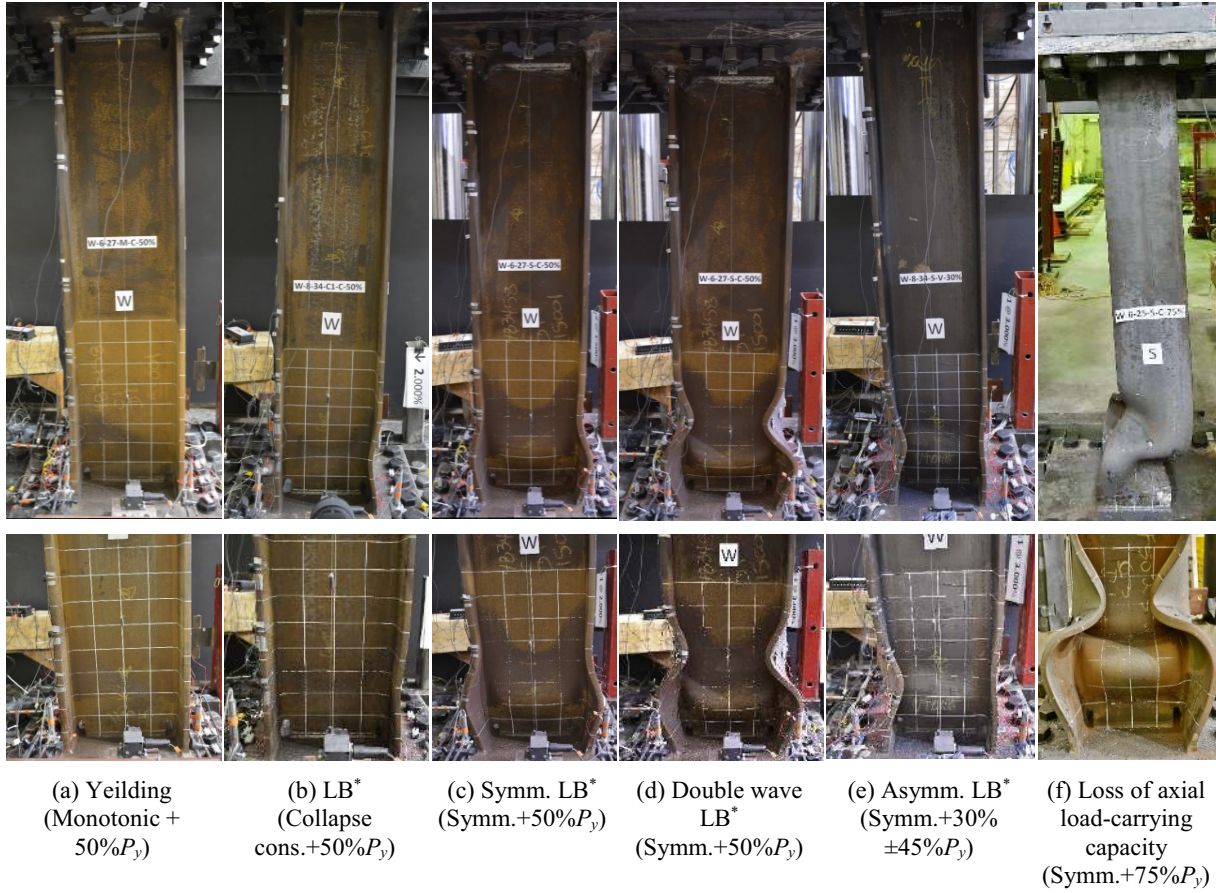 W-6-27-M-C-50%
W
W-8-34-C1-C-50%
W
2.000%
W-6-27-S-C-50%
W
W-6-27-S-C-50%
W
W-8-34-S-V-30%
W
W-6-25-S-C-75%
S
W
W
W
(a) Yeilding
(Monotonic +
50%Py)
(b) LB*
(Collapse
cons.+50%Py)
(c) Symm. LB*
(Symm.+50%Py)
(d) Double wave
LB*
(Symm.+50%Py)
(e) Asymm. LB*
(Symm.+30%
±45%Py)
(f) Loss of axial
load-carrying
capacity
(Symm.+75%Py)